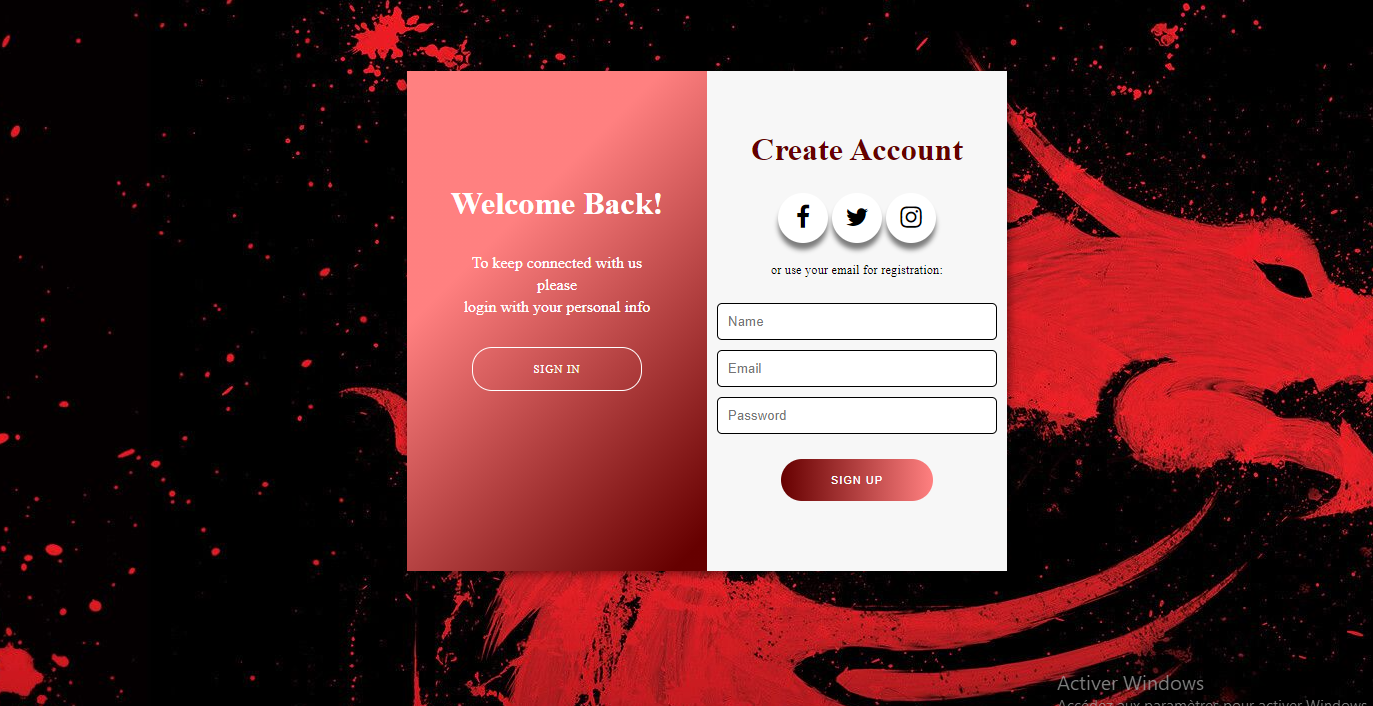 Welcome Back!
To keep connected with us
please
login with your personal info
SIGN IN
Create Account
or use your email for registration:
Name
Email
Password
SIGN UP
Activer Windows
Accédez aux paramètres pour activer Windows.